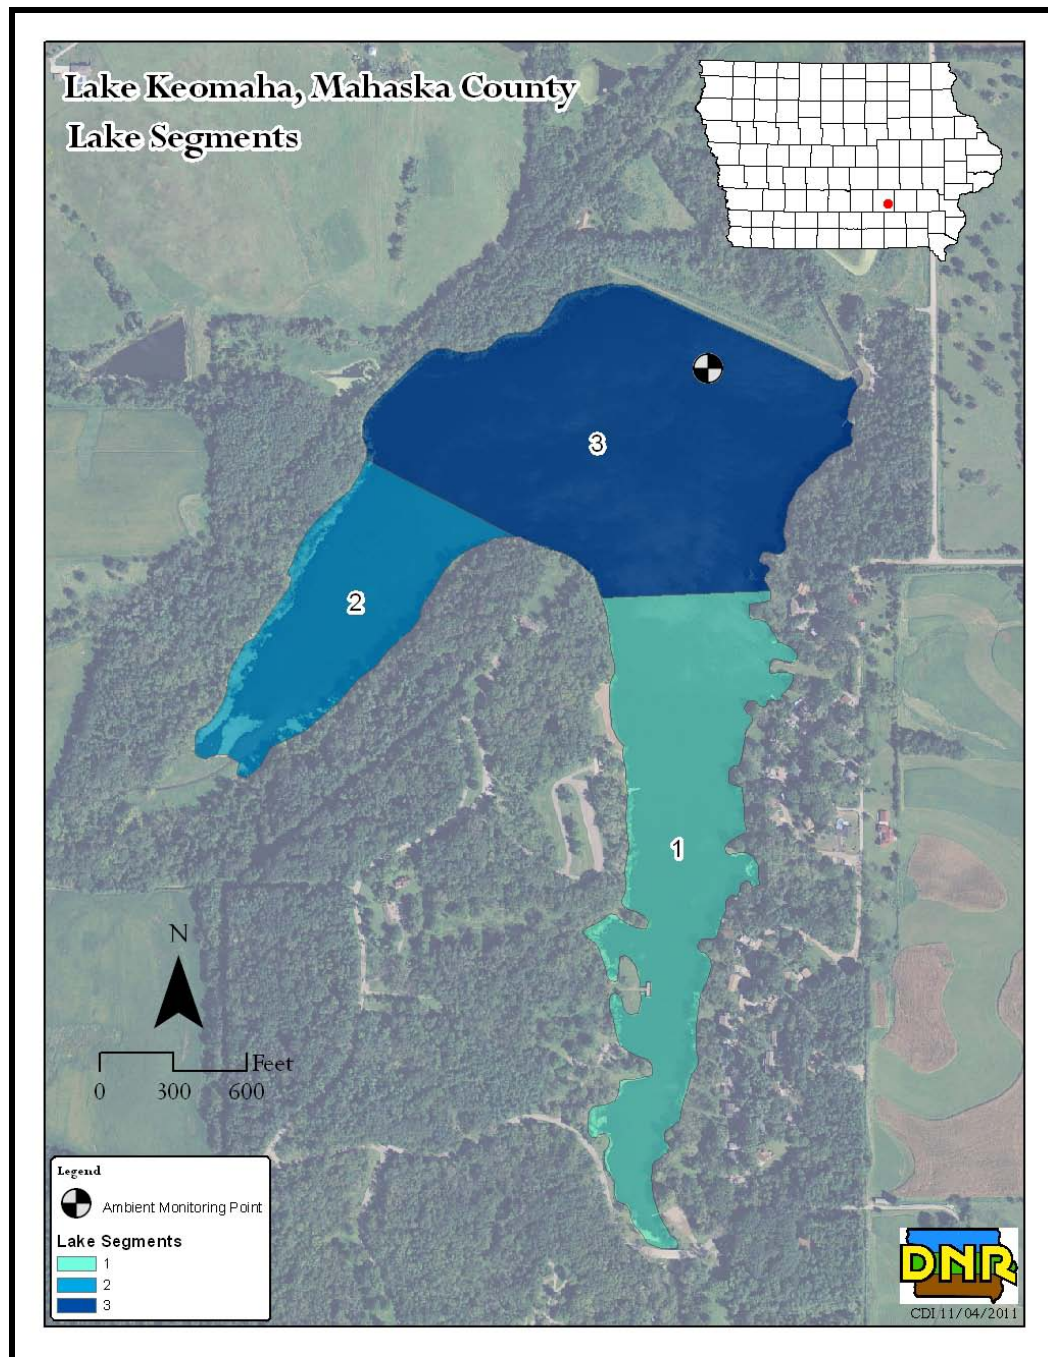 Lake Keomaha, Mahaska County
Lake Segments
3
2
1
N
Feet
0 300 600
Legend
Ambient Monitoring Point
Lake Segments
1
2
3
DNR
CDI 11/04/2011